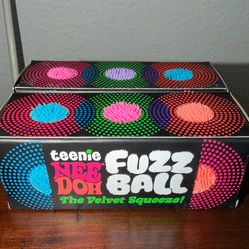 teenie
NEE DOH
FUZZ BALL
The Velvet Squeeze!